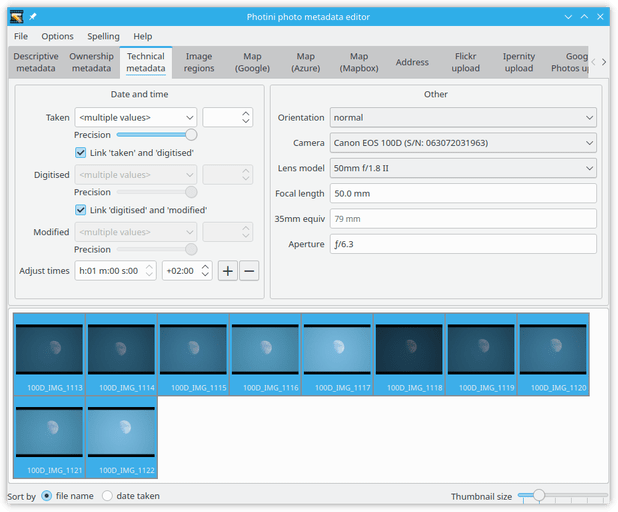 Photini photo metadata editor
File Options Spelling Help
Descriptive metadata
Ownership metadata
Technical metadata
Image regions
Map (Google)
Map (Azure)
Map (Mapbox)
Address
Flickr upload
Ipernity upload
Goog
Photos u
Date and time
Taken <multiple values>
Precision
Link 'taken' and 'digitised'
Digitised <multiple values>
Precision
Link 'digitised' and 'modified'
Modified <multiple values>
Precision
Adjust times h:01 m:00 s:00 +02:00
Other
Orientation normal
Camera Canon EOS 100D (S/N: 063072031963)
Lens model 50mm f/1.8 II
Focal length 50.0 mm
35mm equiv 79 mm
Aperture ƒ/6.3
100D_IMG_1113 100D_IMG_1114 100D_IMG_1115 100D_IMG_1116 100D_IMG_1117 100D_IMG_1118 100D_IMG_1119 100D_IMG_1120
100D_IMG_1121 100D_IMG_1122
Sort by file name date taken Thumbnail size